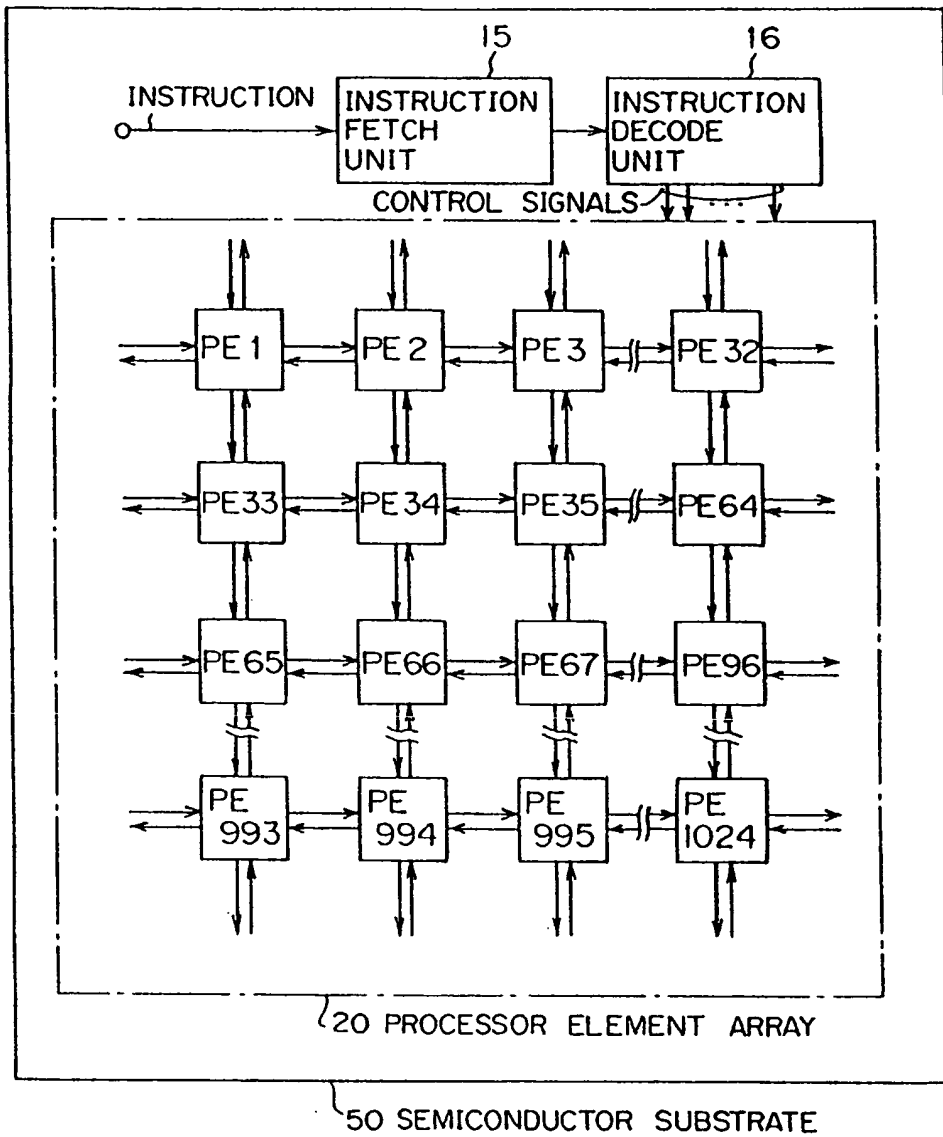 15
16
INSTRUCTION
INSTRUCTION
FETCH
UNIT
INSTRUCTION
DECODE
UNIT
CONTROL SIGNALS
...
PE1
PE2
PE3
PE32
PE33
PE34
PE35
PE64
PE65
PE66
PE67
PE96
PE
993
PE
994
PE
995
PE
1024
20 PROCESSOR ELEMENT ARRAY
50 SEMICONDUCTOR SUBSTRATE